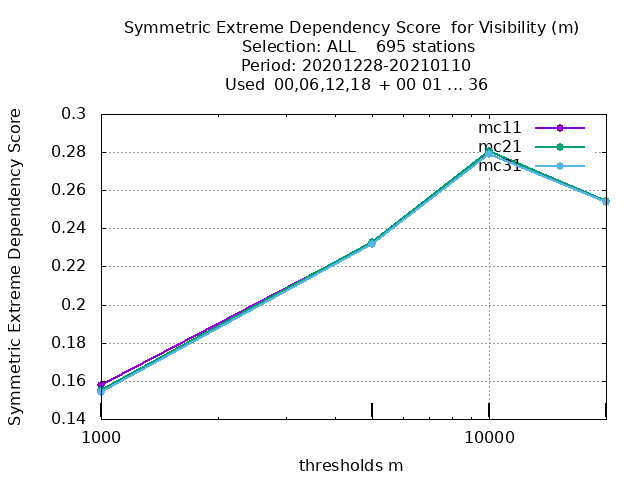 Symmetric Extreme Dependency Score for Visibility (m)
Selection: ALL 695 stations
Period: 20201228-20210110
Used 00,06,12,18 + 00 01 ... 36
Symmetric Extreme Dependency Score
0.3
0.28
0.26
0.24
0.22
0.2
0.18
0.16
0.14
mc11
mc21
mc31
1000
10000
thresholds m